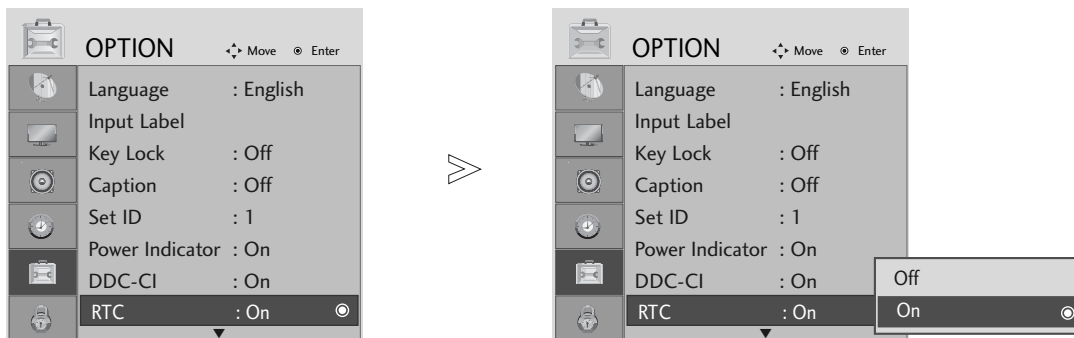 OPTION Move Enter
Language : English
Input Label
Key Lock : Off
Caption : Off
Set ID : 1
Power Indicator : On
DDC-CI : On
RTC : On
OPTION Move Enter
Language : English
Input Label
Key Lock : Off
Caption : Off
Set ID : 1
Power Indicator : On
DDC-CI : On
RTC : On
Off
On